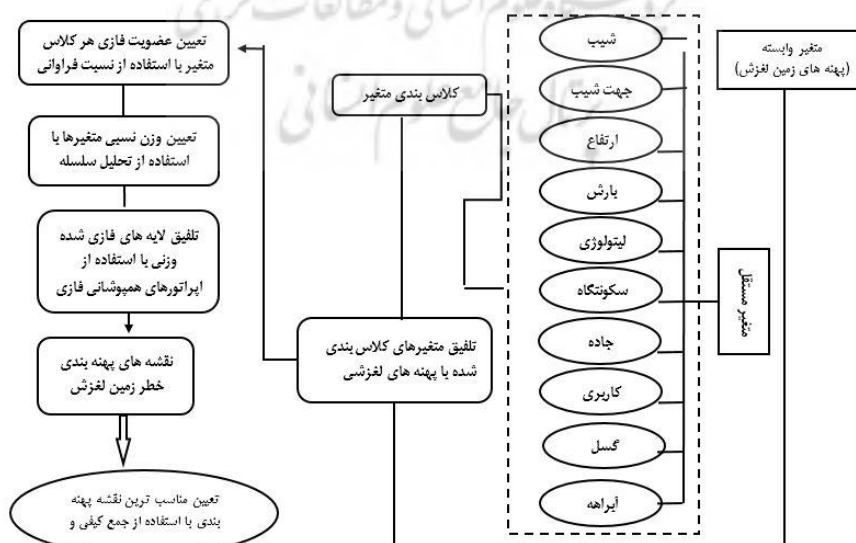 متغیر وابسته
(پهنه های زمین لغزش)
متغیر مستقل
شیب
جهت شیب
ارتفاع
بارش
لیتولوژی
سکونتگاه
جاده
کاربری
گسل
آبراهه
کلاس بندی متغیر
تلفیق متغیرهای کلاس بندی
شده با پهنه های لغزشی
تعیین عضویت فازی هر کلاس
متغیر با استفاده از نسبت فراوانی
تعیین وزن نسبی متغیرها با
استفاده از تحلیل سلسله
تلفیق لایه های فازی شده
وزنی با استفاده از
اپراتورهای همپوشانی فازی
نقشه های پهنه بندی
خطر زمین لغزش
تعیین مناسب ترین نقشه پهنه
بندی با استفاده از جمع کیفی و
پرتال جامع علوم انسانی